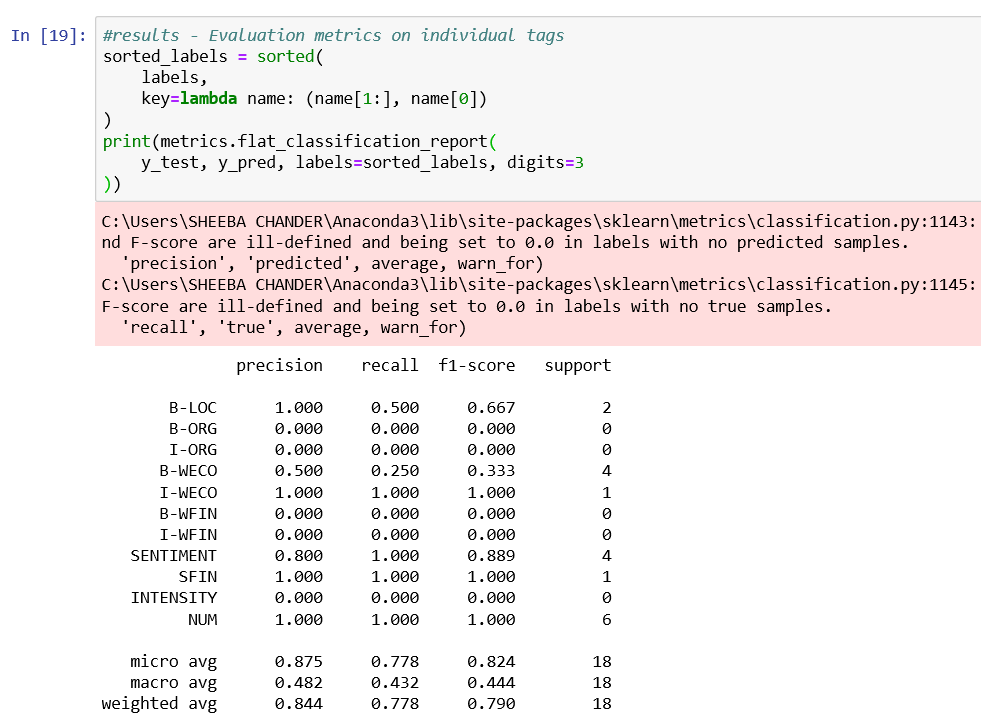 In [19]:
#results - Evaluation metrics on individual tags
sorted_labels = sorted(
    labels,
    key=lambda name: (name[1:], name[0])
)
print(metrics.flat_classification_report(
    y_test, y_pred, labels=sorted_labels, digits=3
))
C:\Users\SHEEBA CHANDER\Anaconda3\lib\site-packages\sklearn\metrics\classification.py:1143:
nd F-score are ill-defined and being set to 0.0 in labels with no predicted samples.
  'precision', 'predicted', average, warn_for)
C:\Users\SHEEBA CHANDER\Anaconda3\lib\site-packages\sklearn\metrics\classification.py:1145:
F-score are ill-defined and being set to 0.0 in labels with no true samples.
  'recall', 'true', average, warn_for)
              precision    recall  f1-score   support
       B-LOC      1.000     0.500     0.667         2
       B-ORG      0.000     0.000     0.000         0
       I-ORG      0.000     0.000     0.000         0
      B-WECO      0.500     0.250     0.333         4
      I-WECO      1.000     1.000     1.000         1
      B-WFIN      0.000     0.000     0.000         0
      I-WFIN      0.000     0.000     0.000         0
   SENTIMENT      0.800     1.000     0.889         4
        SFIN      1.000     1.000     1.000         1
   INTENSITY      0.000     0.000     0.000         0
         NUM      1.000     1.000     1.000         6
   micro avg      0.875     0.778     0.824        18
   macro avg      0.482     0.432     0.444        18
weighted avg      0.844     0.778     0.790        18